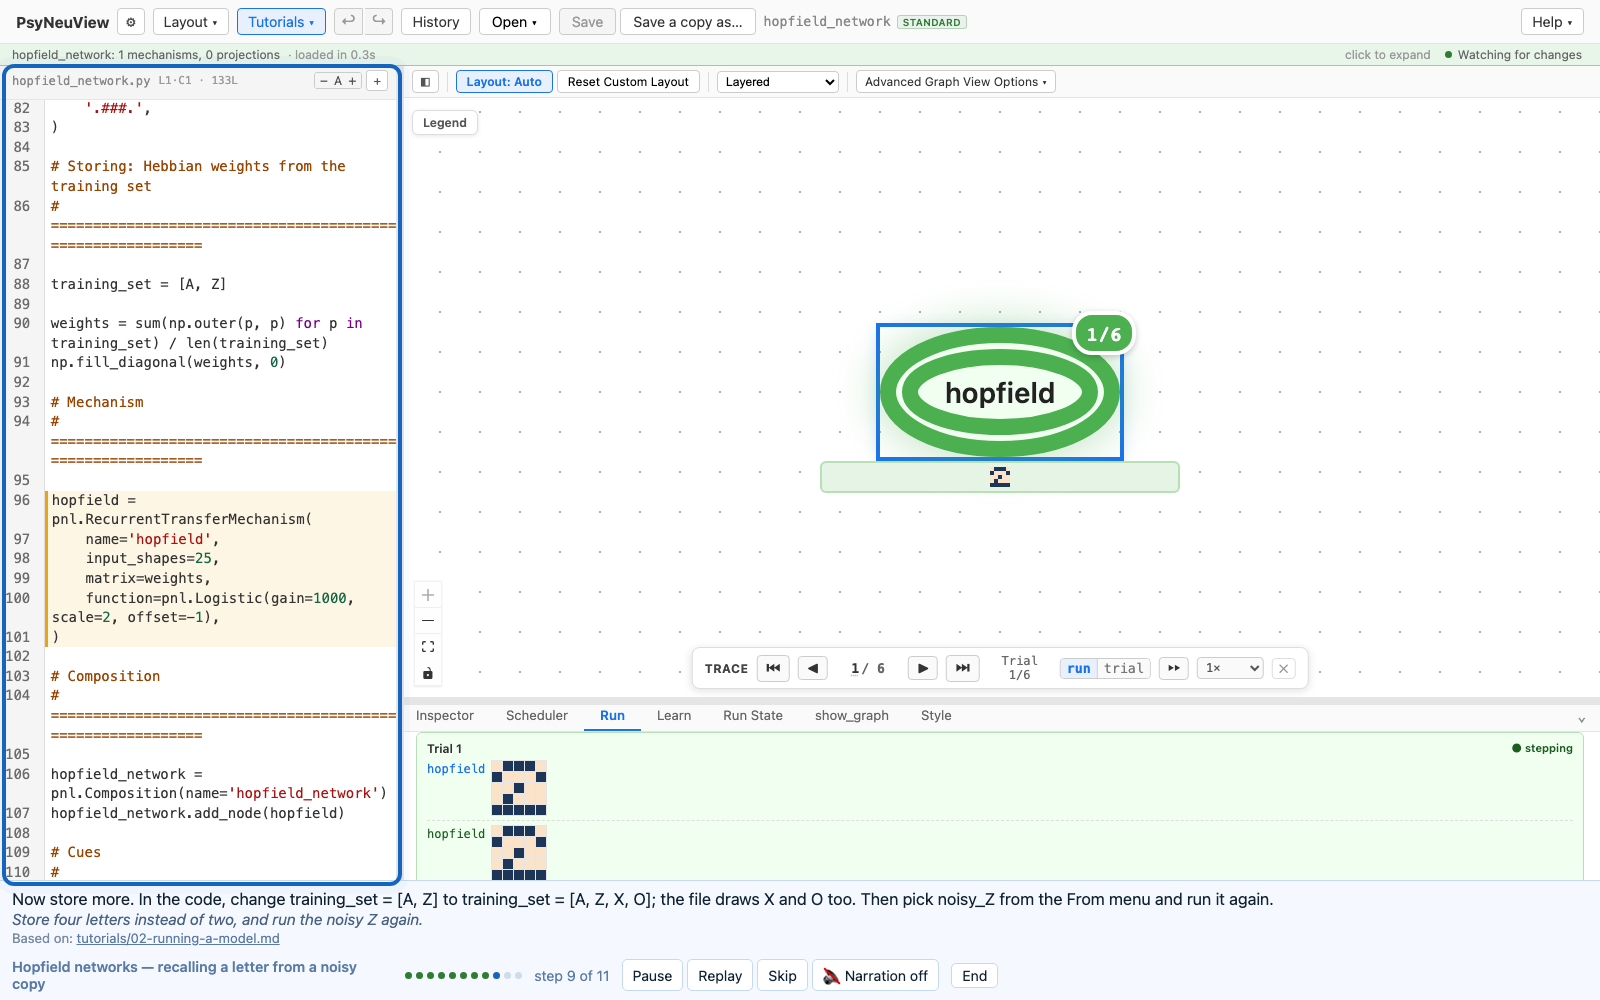 PsyNeuView ⚙ Layout ▾ Tutorials ▾ ↩ ↪ History Open ▾ Save Save a copy as... hopfield_network STANDARD Help ▾
hopfield_network: 1 mechanisms, 0 projections · loaded in 0.3s click to expand ● Watching for changes
hopfield_network.py L1·C1 · 133L − A + +
Layout: Auto Reset Custom Layout Layered Advanced Graph View Options ▾
Legend
82 '.###.',
83 )
84
85 # Storing: Hebbian weights from the
training set
86 #
=========================================
==================
87
88 training_set = [A, Z]
89
90 weights = sum(np.outer(p, p) for p in
training_set) / len(training_set)
91 np.fill_diagonal(weights, 0)
92
93 # Mechanism
94 #
=========================================
==================
95
96 hopfield =
pnl.RecurrentTransferMechanism(
97 name='hopfield',
98 input_shapes=25,
99 matrix=weights,
100 function=pnl.Logistic(gain=1000,
scale=2, offset=−1),
101 )
102
103 # Composition
104 #
=========================================
==================
105
106 hopfield_network =
pnl.Composition(name='hopfield_network')
107 hopfield_network.add_node(hopfield)
108
109 # Cues
110 #
1/6
hopfield
TRACE 1 / 6 Trial 1/6 run trial 1×
Inspector Scheduler Run Learn Run State show_graph Style
Trial 1 ● stepping
hopfield
hopfield
Now store more. In the code, change training_set = [A, Z] to training_set = [A, Z, X, O]; the file draws X and O too. Then pick noisy_Z from the From menu and run it again.
Store four letters instead of two, and run the noisy Z again.
Based on: tutorials/02-running-a-model.md
Hopfield networks — recalling a letter from a noisy
copy
step 9 of 11 Pause Replay Skip Narration off End